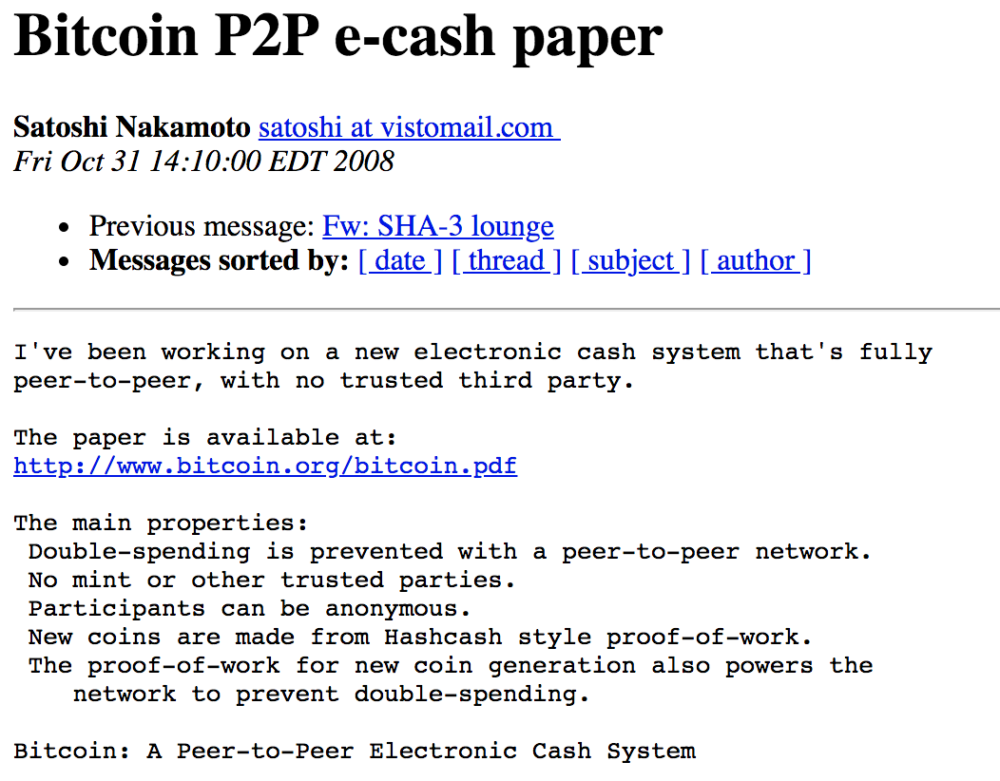 Bitcoin P2P e-cash paper
Satoshi Nakamoto satoshi at vistomail.com
Fri Oct 31 14:10:00 EDT 2008
• Previous message: Fw: SHA-3 lounge
• Messages sorted by: [ date ] [ thread ] [ subject ] [ author ]
I've been working on a new electronic cash system that's fully
peer-to-peer, with no trusted third party.
The paper is available at:
http://www.bitcoin.org/bitcoin.pdf
The main properties:
Double-spending is prevented with a peer-to-peer network.
No mint or other trusted parties.
Participants can be anonymous.
New coins are made from Hashcash style proof-of-work.
The proof-of-work for new coin generation also powers the
network to prevent double-spending.
Bitcoin: A Peer-to-Peer Electronic Cash System